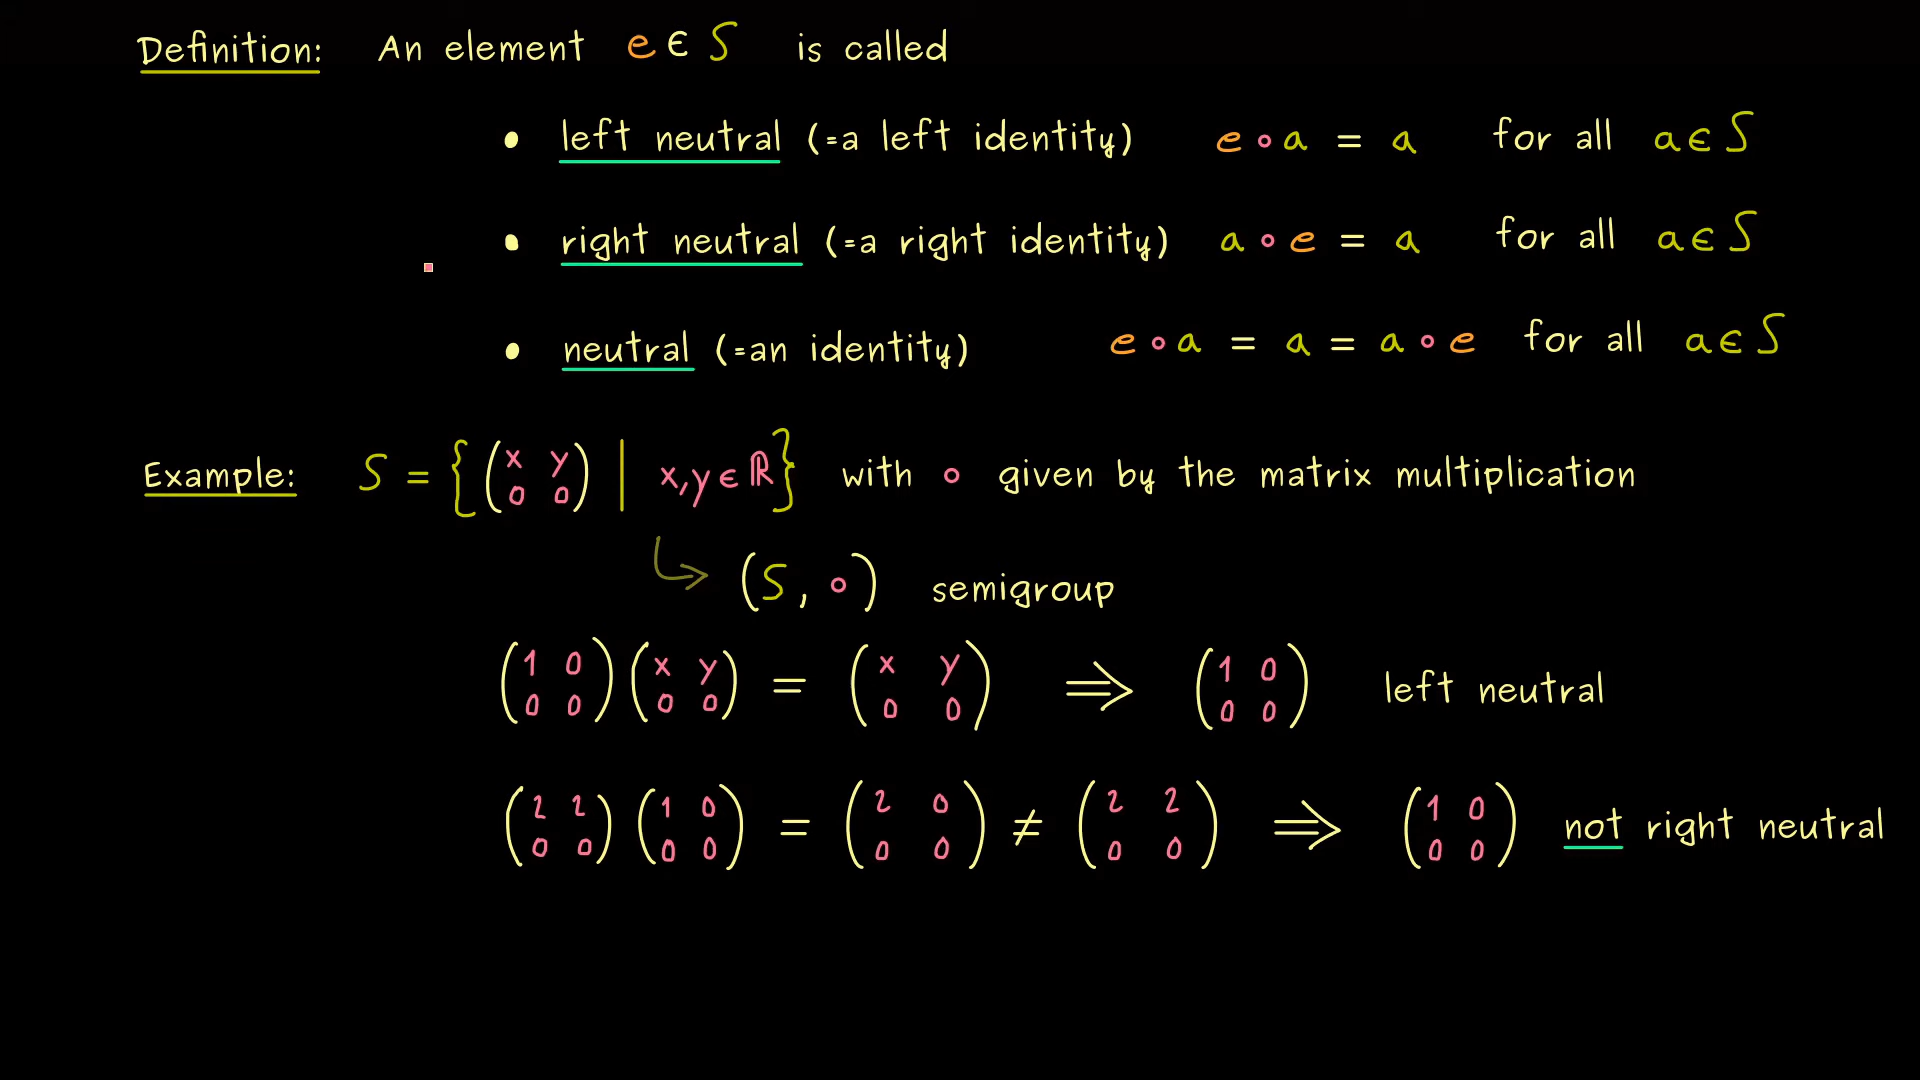 Definition: An element e ∈ S is called
• left neutral (=a left identity) e ∘ a = a for all a ∈ S
• right neutral (=a right identity) a ∘ e = a for all a ∈ S
• neutral (=an identity) e ∘ a = a = a ∘ e for all a ∈ S
Example: S = { ( x y ; 0 0 ) | x, y ∈ ℝ } with ∘ given by the matrix multiplication
↳ (S, ∘) semigroup
( 1 0 ; 0 0 ) ( x y ; 0 0 ) = ( x y ; 0 0 ) ⟹ ( 1 0 ; 0 0 ) left neutral
( 2 2 ; 0 0 ) ( 1 0 ; 0 0 ) = ( 2 0 ; 0 0 ) ≠ ( 2 2 ; 0 0 ) ⟹ ( 1 0 ; 0 0 ) not right neutral